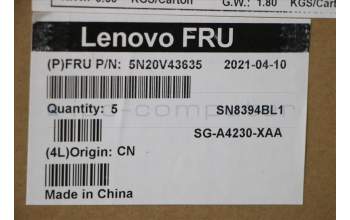 KGS/Carton G.W.: 1.80 KGS/Carton
Lenovo FRU
(P)FRU P/N: 5N20V43635 2021-04-10
Quantity: 5 SN8394BL1
SG-A4230-XAA
(4L)Origin: CN
Made in China